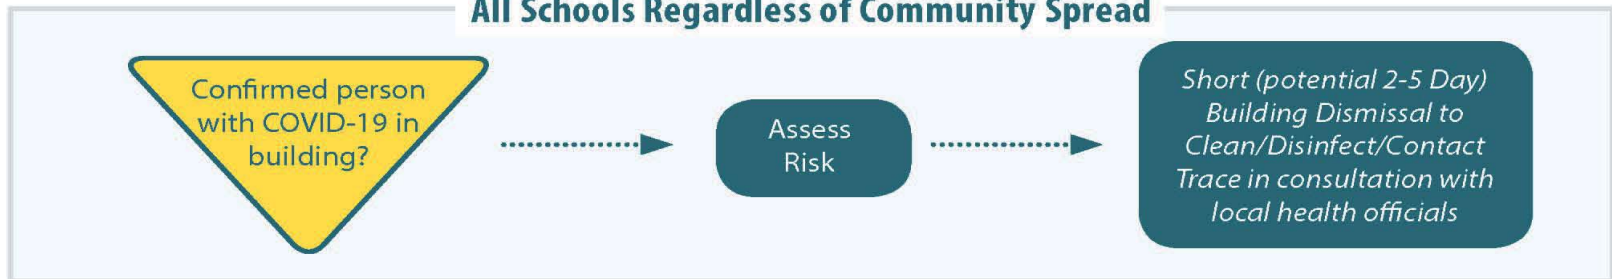 All Schools Regardless of Community Spread
Confirmed person
with COVID-19 in
building?
Assess
Risk
Short (potential 2-5 Day)
Building Dismissal to
Clean/Disinfect/Contact
Trace in consultation with
local health officials